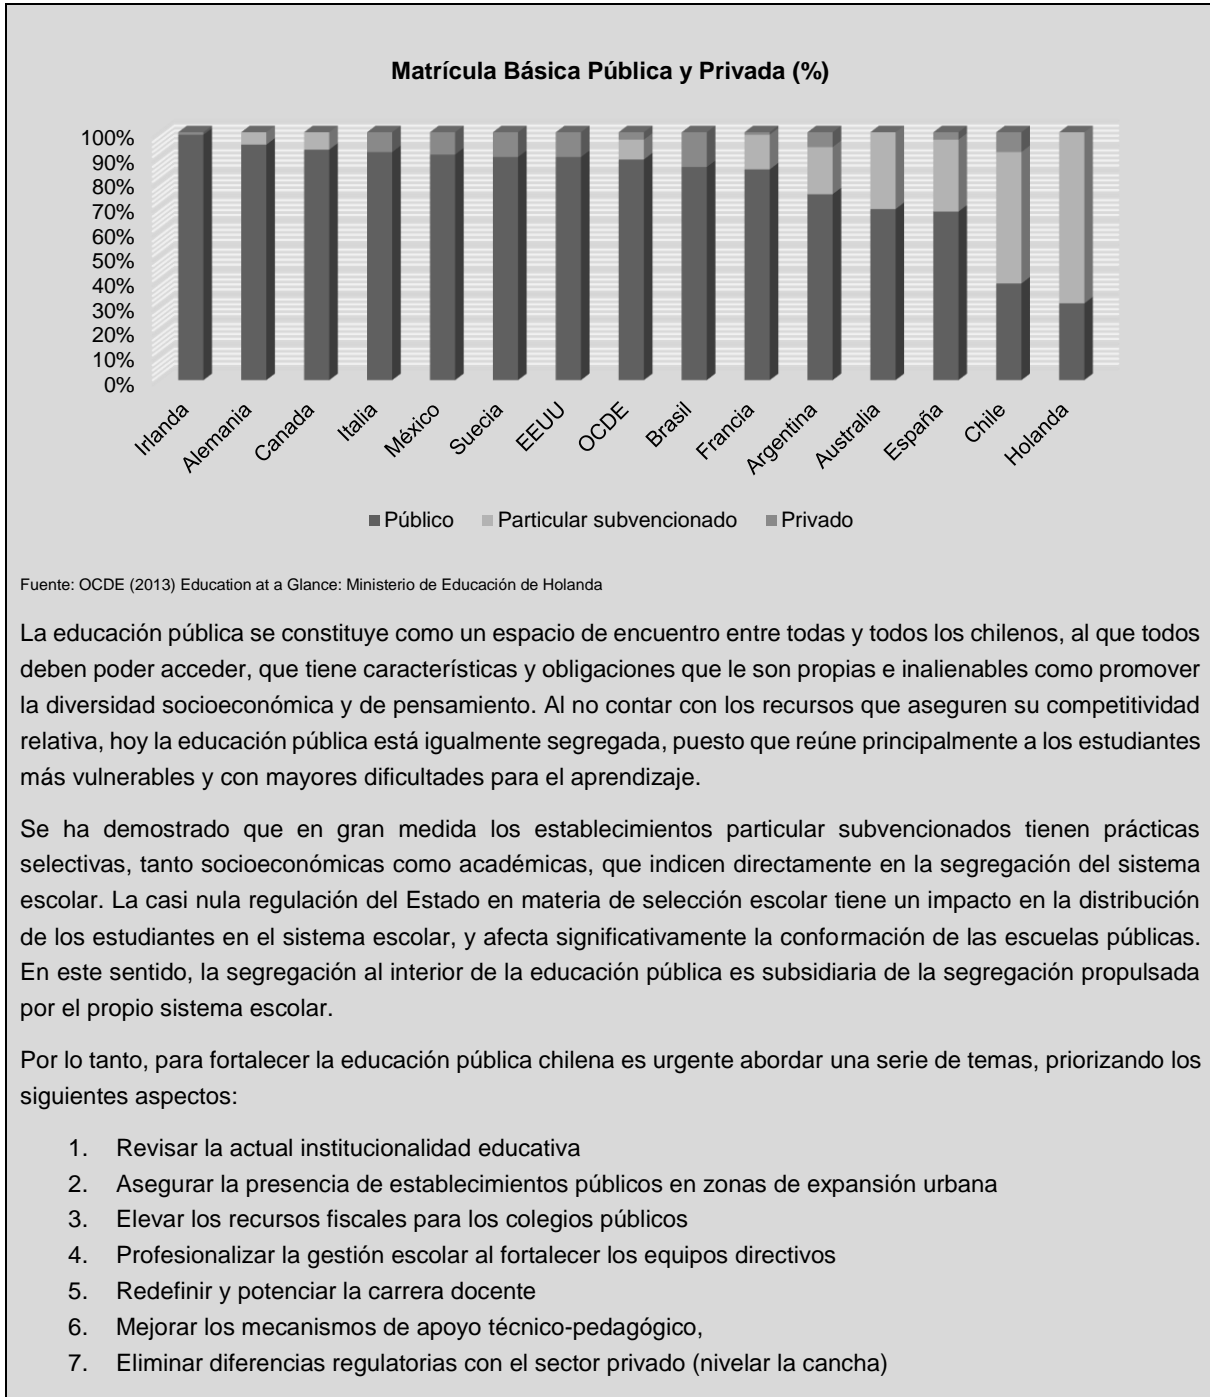 Matrícula Básica Pública y Privada (%)
100%
90%
80%
70%
60%
50%
40%
30%
20%
10%
0%
Irlanda
Alemania
Canada
Italia
México
Suecia
EEUU
OCDE
Brasil
Francia
Argentina
Australia
España
Chile
Holanda
Público Particular subvencionado Privado
Fuente: OCDE (2013) Education at a Glance: Ministerio de Educación de Holanda
La educación pública se constituye como un espacio de encuentro entre todas y todos los chilenos, al que todos
deben poder acceder, que tiene características y obligaciones que le son propias e inalienables como promover
la diversidad socioeconómica y de pensamiento. Al no contar con los recursos que aseguren su competitividad
relativa, hoy la educación pública está igualmente segregada, puesto que reúne principalmente a los estudiantes
más vulnerables y con mayores dificultades para el aprendizaje.
Se ha demostrado que en gran medida los establecimientos particular subvencionados tienen prácticas
selectivas, tanto socioeconómicas como académicas, que indicen directamente en la segregación del sistema
escolar. La casi nula regulación del Estado en materia de selección escolar tiene un impacto en la distribución
de los estudiantes en el sistema escolar, y afecta significativamente la conformación de las escuelas públicas.
En este sentido, la segregación al interior de la educación pública es subsidiaria de la segregación propulsada
por el propio sistema escolar.
Por lo tanto, para fortalecer la educación pública chilena es urgente abordar una serie de temas, priorizando los
siguientes aspectos:
1. Revisar la actual institucionalidad educativa
2. Asegurar la presencia de establecimientos públicos en zonas de expansión urbana
3. Elevar los recursos fiscales para los colegios públicos
4. Profesionalizar la gestión escolar al fortalecer los equipos directivos
5. Redefinir y potenciar la carrera docente
6. Mejorar los mecanismos de apoyo técnico-pedagógico,
7. Eliminar diferencias regulatorias con el sector privado (nivelar la cancha)